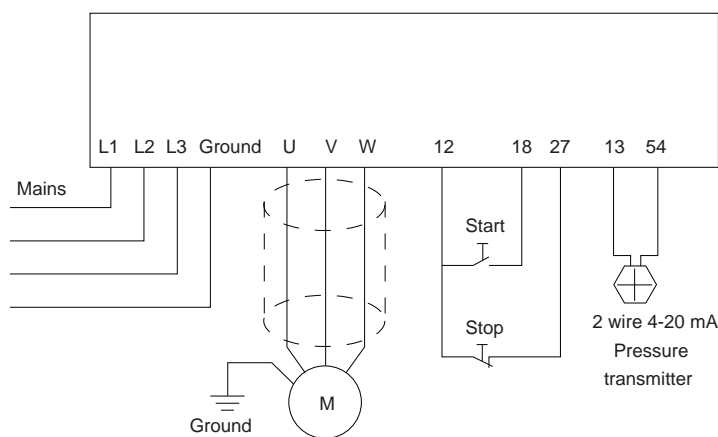 L1 L2 L3 Ground U V W 12 18 27 13 54
Mains
Start
Stop
2 wire 4-20 mA
Pressure
transmitter
M
Ground